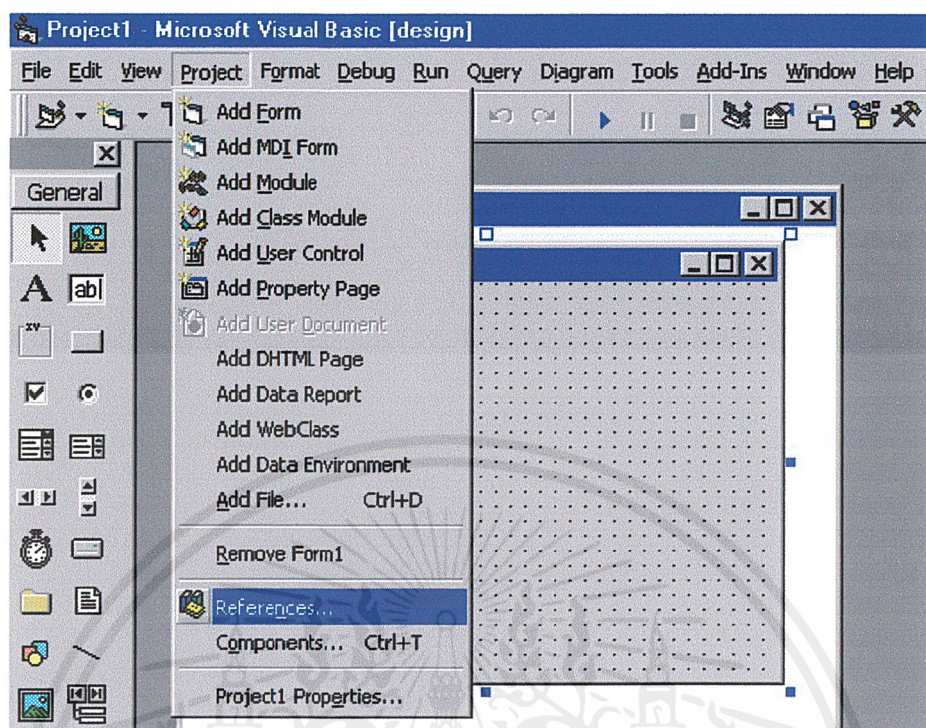 Project1 - Microsoft Visual Basic [design]
File Edit View Project Format Debug Run Query Diagram Tools Add-Ins Window Help
Add Form
Add MDI Form
General
Add Module
Add Class Module
Add User Control
A ab Add Property Page
Add User Document
xv
Add DHTML Page
Add Data Report
Add WebClass
Add Data Environment
Add File... Ctrl+D
Remove Form1
References...
Components... Ctrl+T
Project1 Properties...